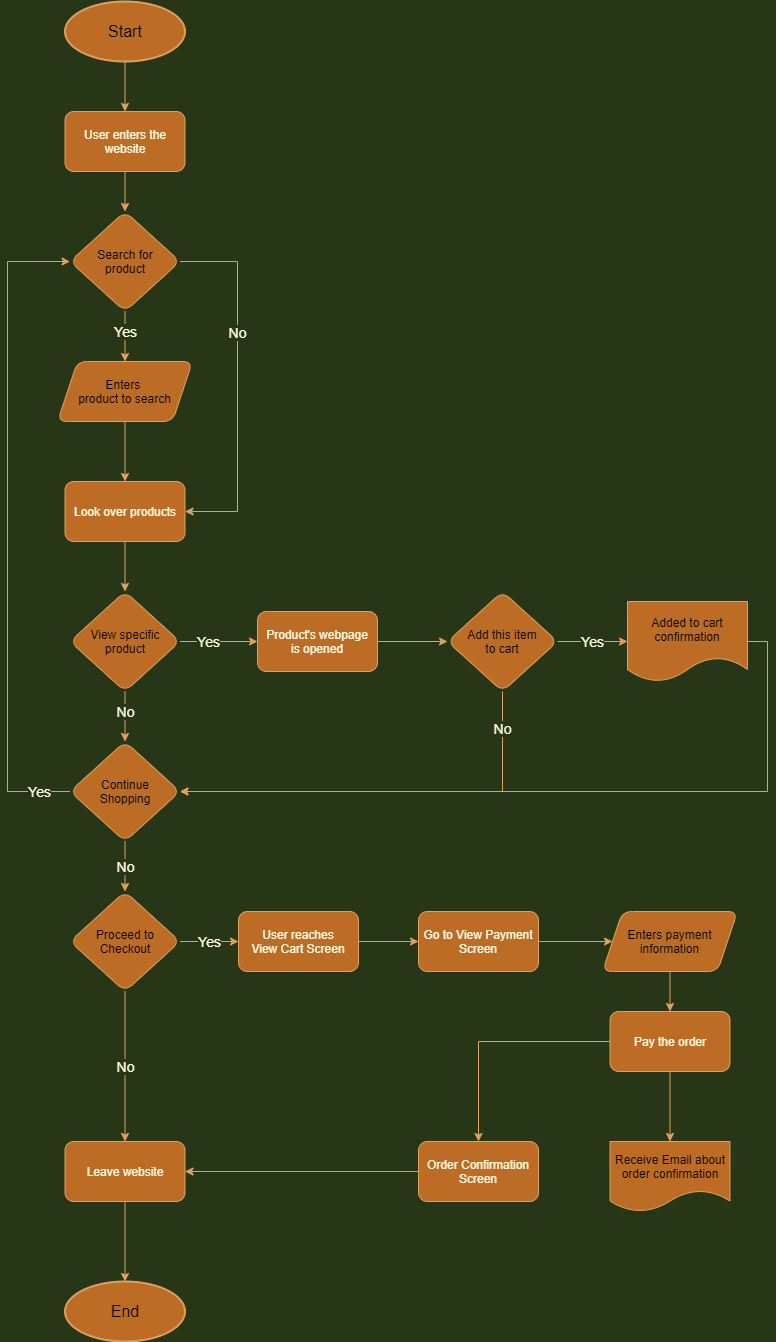 Start
User enters the
website
Search for
product
Yes
No
Enters
product to search
Look over products
View specific
product
Yes
Product's webpage
is opened
Add this item
to cart
Yes
Added to cart
confirmation
No
No
Continue
Shopping
Yes
No
Proceed to
Checkout
Yes
User reaches
View Cart Screen
Go to View Payment
Screen
Enters payment
information
Pay the order
No
Leave website
Order Confirmation
Screen
Receive Email about
order confirmation
End